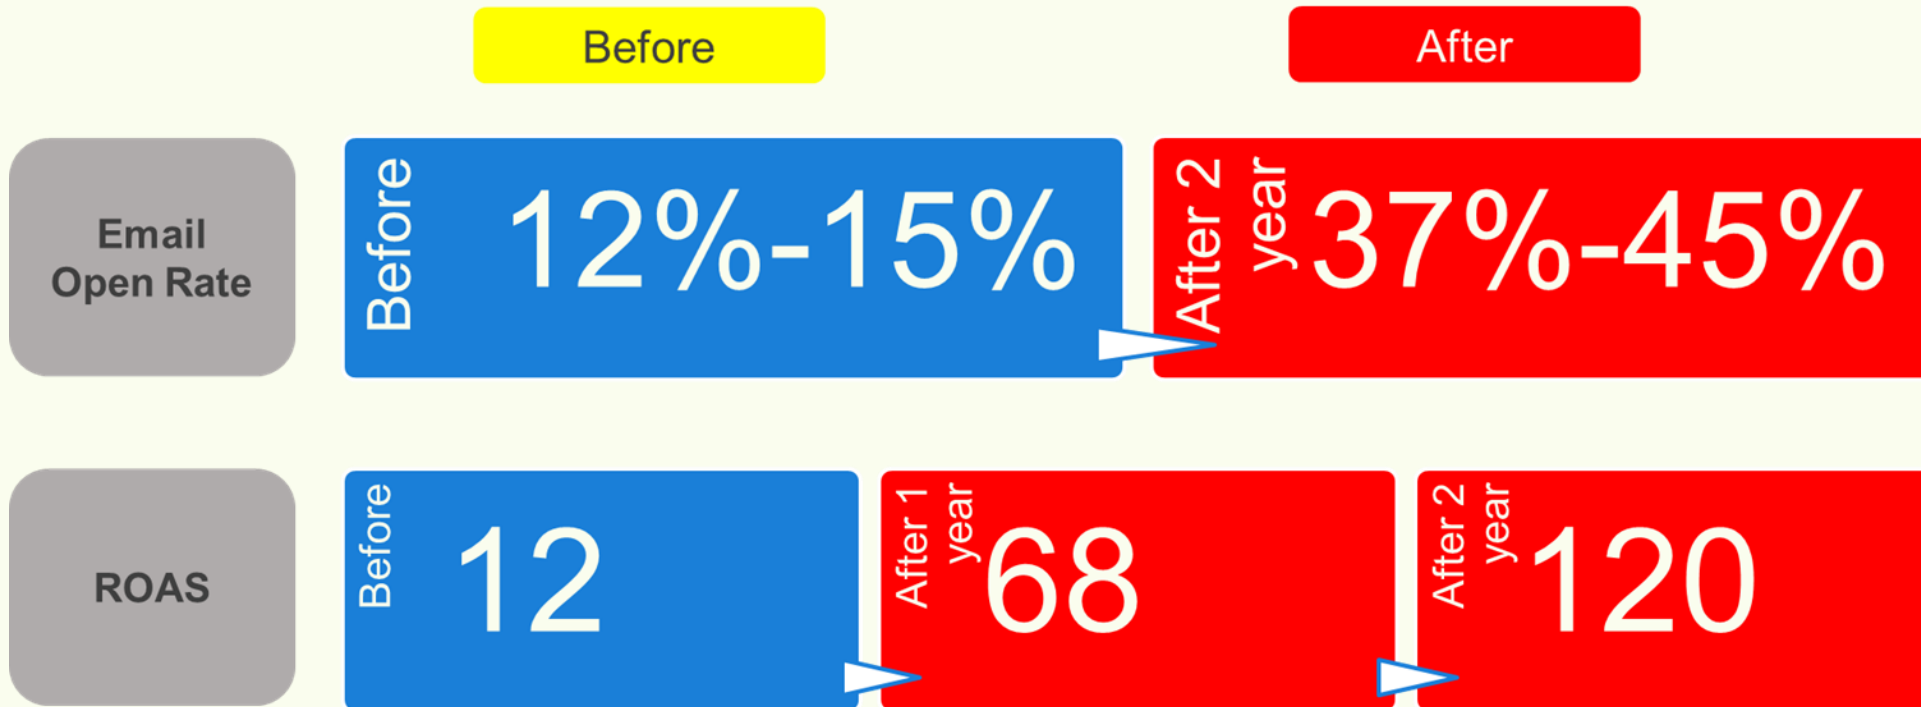 Before
After
Email
Open Rate
Before
12%-15%
After 2
year
37%-45%
ROAS
Before
12
After 1
year
68
After 2
year
120